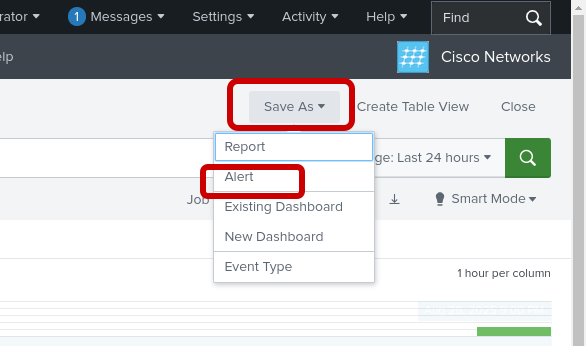 rator ▾ 1 Messages ▾ Settings ▾ Activity ▾ Help ▾ Find
elp Cisco Networks
Save As ▾ Create Table View Close
Report
ge: Last 24 hours ▾
Alert
Job Smart Mode ▾
Existing Dashboard
New Dashboard
Event Type
1 hour per column